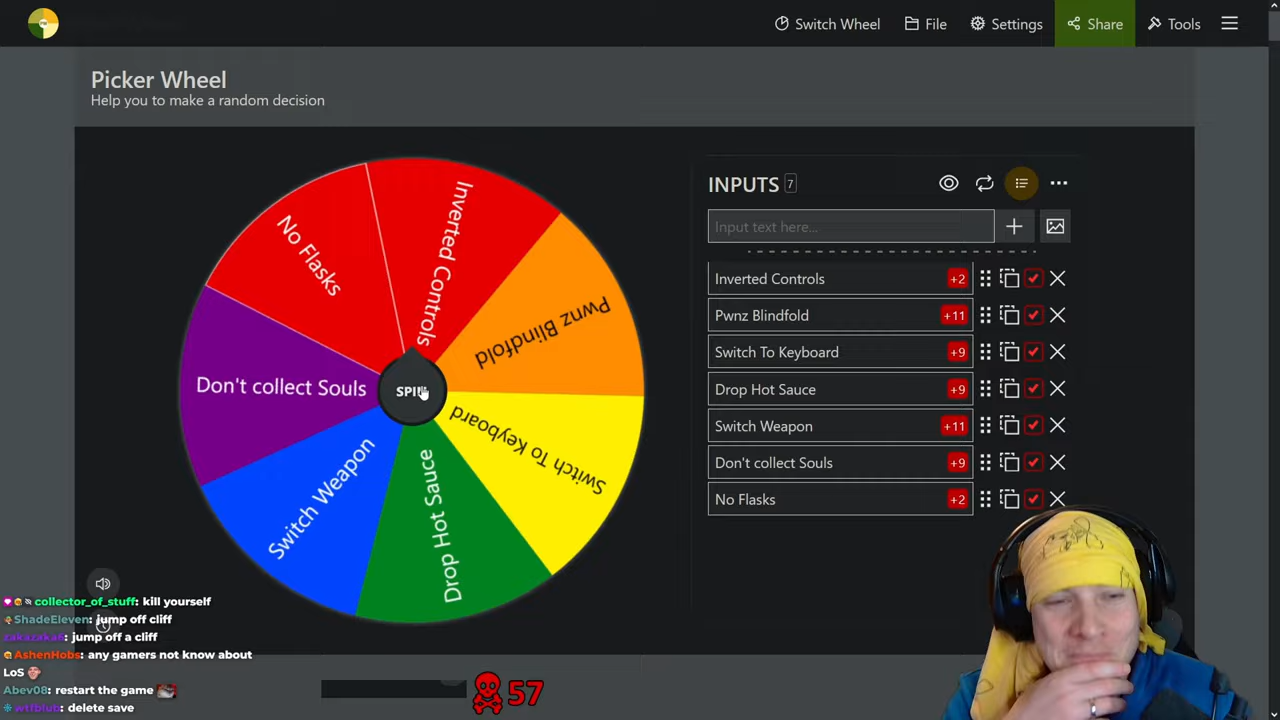 Switch Wheel
File
Settings
Share
Tools
Picker Wheel
Help you to make a random decision
INPUTS 7
Input text here...
Inverted Controls +2
Pwnz Blindfold +11
Switch To Keyboard +9
Drop Hot Sauce +9
Switch Weapon +11
Don't collect Souls +9
No Flasks +2
No Flasks
Inverted Controls
Pwnz Blindfold
Switch To Keyboard
Drop Hot Sauce
Switch Weapon
Don't collect Souls
collector_of_stuff: kill yourself
ShadeEleven: jump off cliff
zakazaka6: jump off a cliff
AshenHobs: any gamers not know about
LoS
Abev08: restart the game
wtfblub: delete save
57